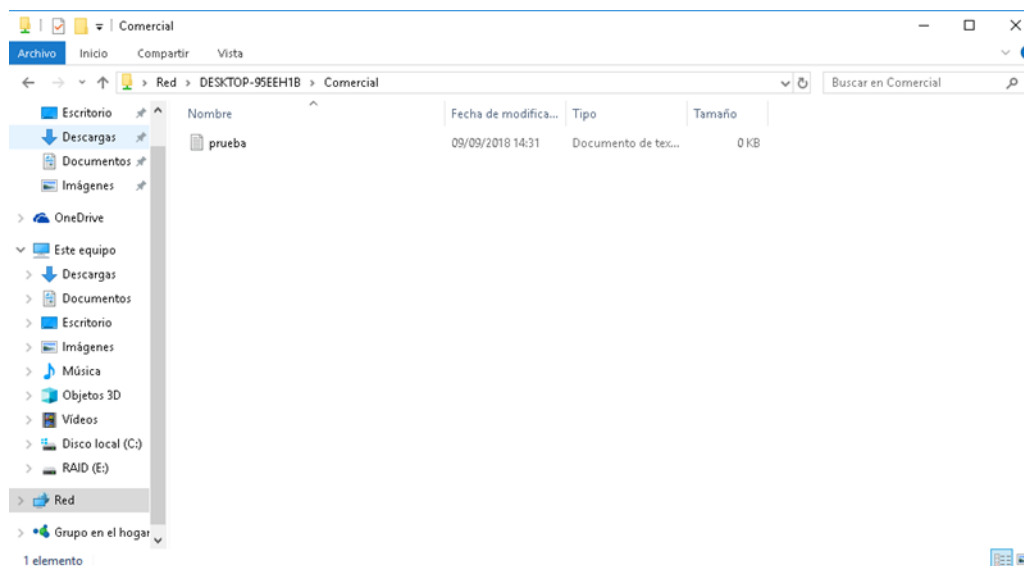 Comercial
Archivo Inicio Compartir Vista
Red > DESKTOP-95EEH1B > Comercial Buscar en Comercial
Nombre Fecha de modifica... Tipo Tamaño
prueba 09/09/2018 14:31 Documento de tex... 0 KB
Escritorio
Descargas
Documentos
Imágenes
OneDrive
Este equipo
Descargas
Documentos
Escritorio
Imágenes
Música
Objetos 3D
Vídeos
Disco local (C:)
RAID (E:)
Red
Grupo en el hogar
1 elemento